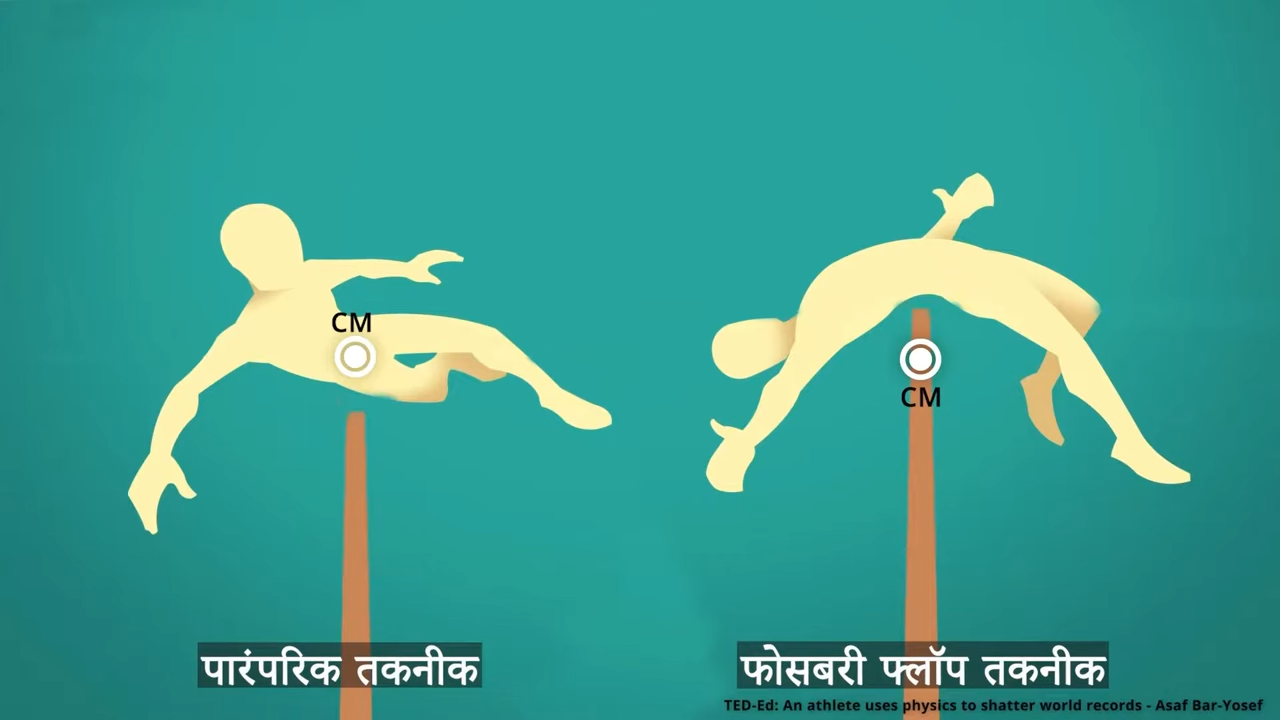 CM
CM
पारंपरिक तकनीक
फोसबरी फ्लॉप तकनीक
TED-Ed: An athlete uses physics to shatter world records - Asaf Bar-Yosef